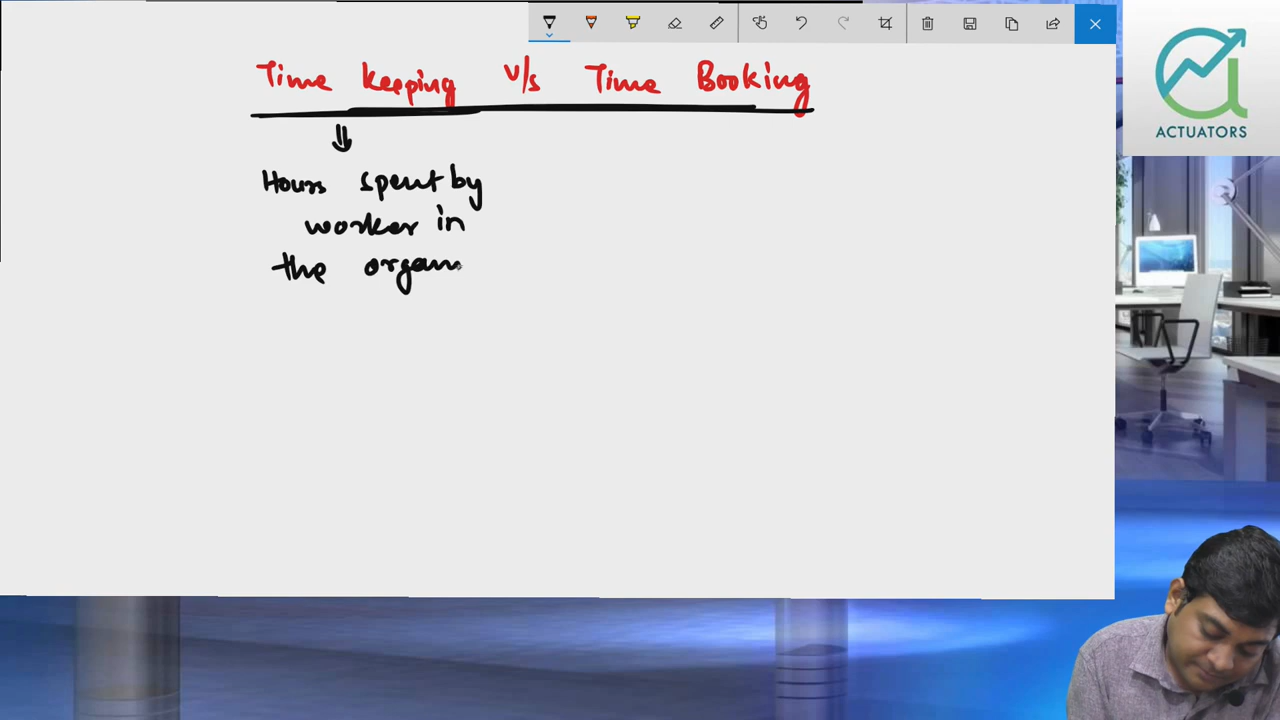 Time Keeping v/s Time Booking
ACTUATORS
Hours spent by
worker in
the organ